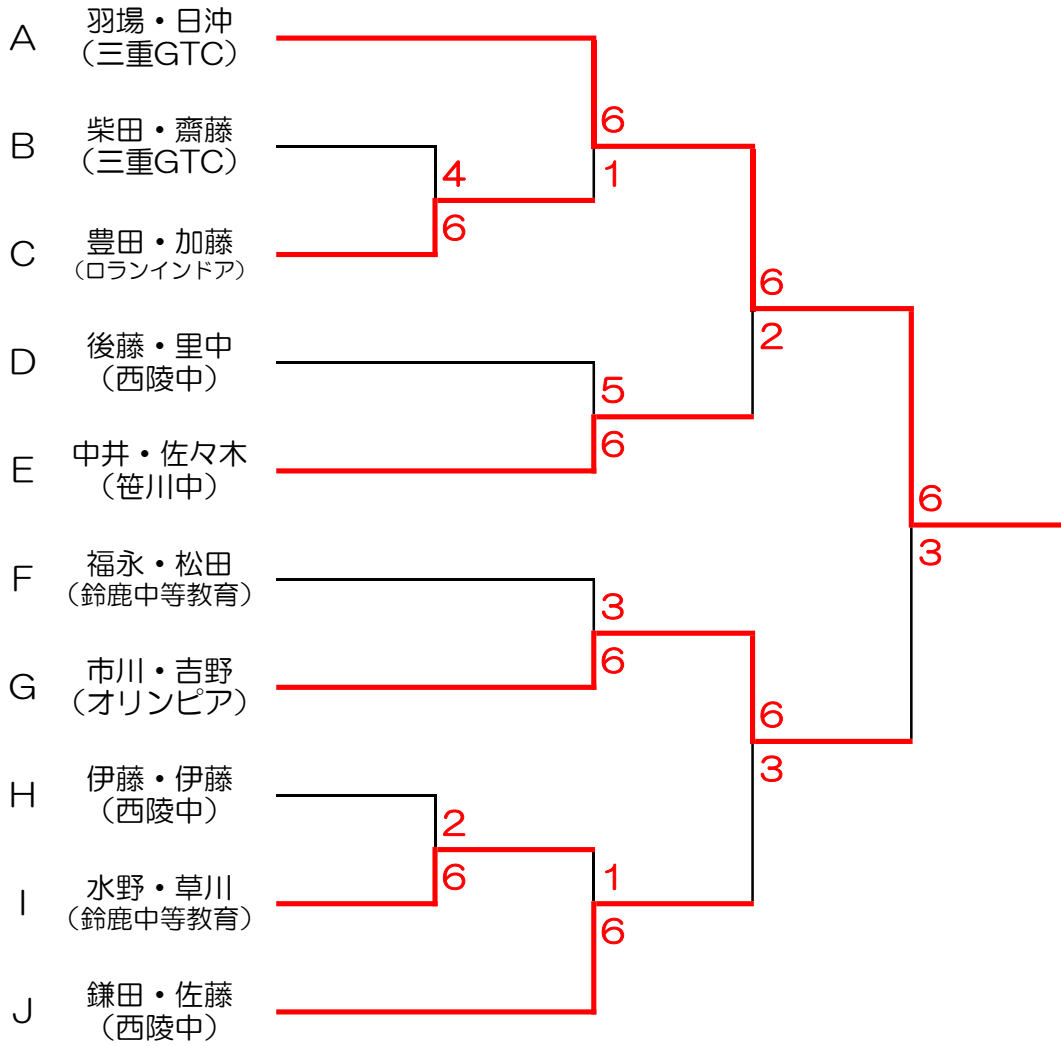 A
羽場・日沖
（三重GTC）
6
B
柴田・齋藤
（三重GTC）
4
1
6
C
豊田・加藤
（ロランインドア）
6
2
D
後藤・里中
（西陵中）
5
6
E
中井・佐々木
（笹川中）
6
3
F
福永・松田
（鈴鹿中等教育）
3
6
G
市川・吉野
（オリンピア）
6
3
H
伊藤・伊藤
（西陵中）
2
6
1
I
水野・草川
（鈴鹿中等教育）
6
J
鎌田・佐藤
（西陵中）